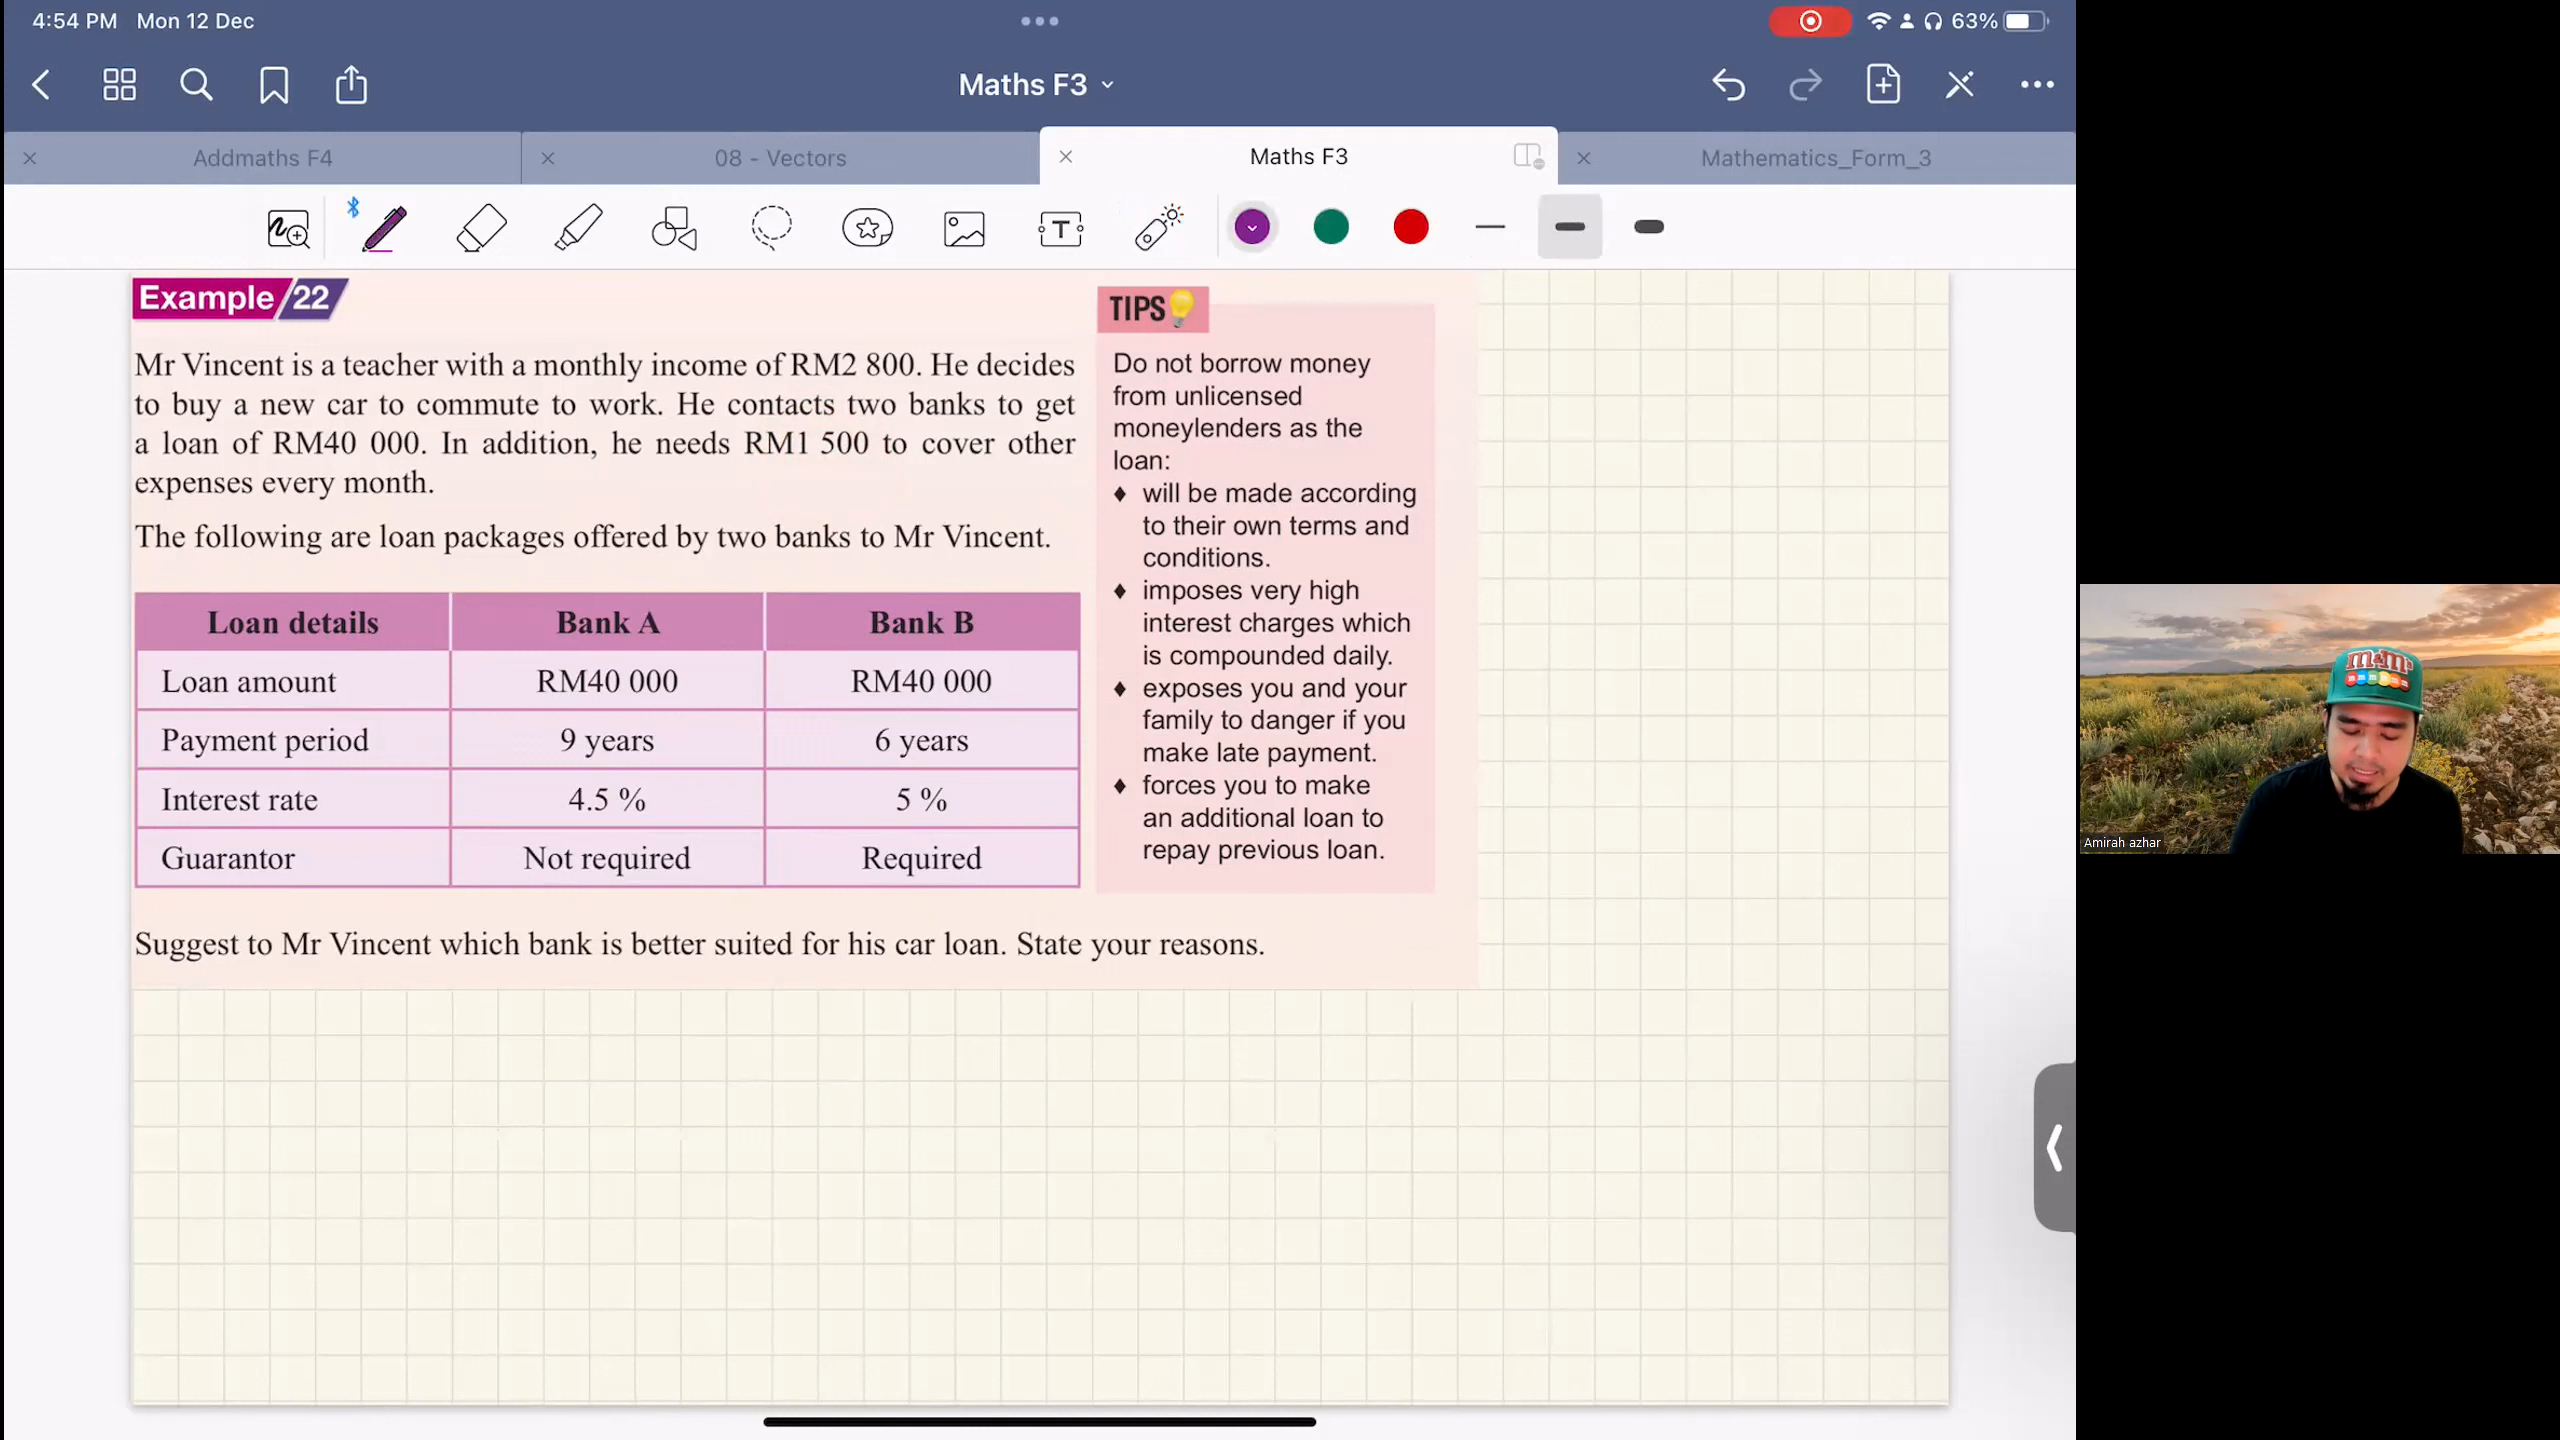 4:54 PM Mon 12 Dec
63%
Maths F3
Addmaths F4
08 - Vectors
Maths F3
Mathematics_Form_3
T
Example 22
Mr Vincent is a teacher with a monthly income of RM2 800. He decides
to buy a new car to commute to work. He contacts two banks to get
a loan of RM40 000. In addition, he needs RM1 500 to cover other
expenses every month.
The following are loan packages offered by two banks to Mr Vincent.
Loan details Bank A Bank B
Loan amount RM40 000 RM40 000
Payment period 9 years 6 years
Interest rate 4.5 % 5 %
Guarantor Not required Required
TIPS
Do not borrow money
from unlicensed
moneylenders as the
loan:
♦ will be made according
to their own terms and
conditions.
♦ imposes very high
interest charges which
is compounded daily.
♦ exposes you and your
family to danger if you
make late payment.
♦ forces you to make
an additional loan to
repay previous loan.
Suggest to Mr Vincent which bank is better suited for his car loan. State your reasons.
m&m's
m m m m m
Amirah azhar